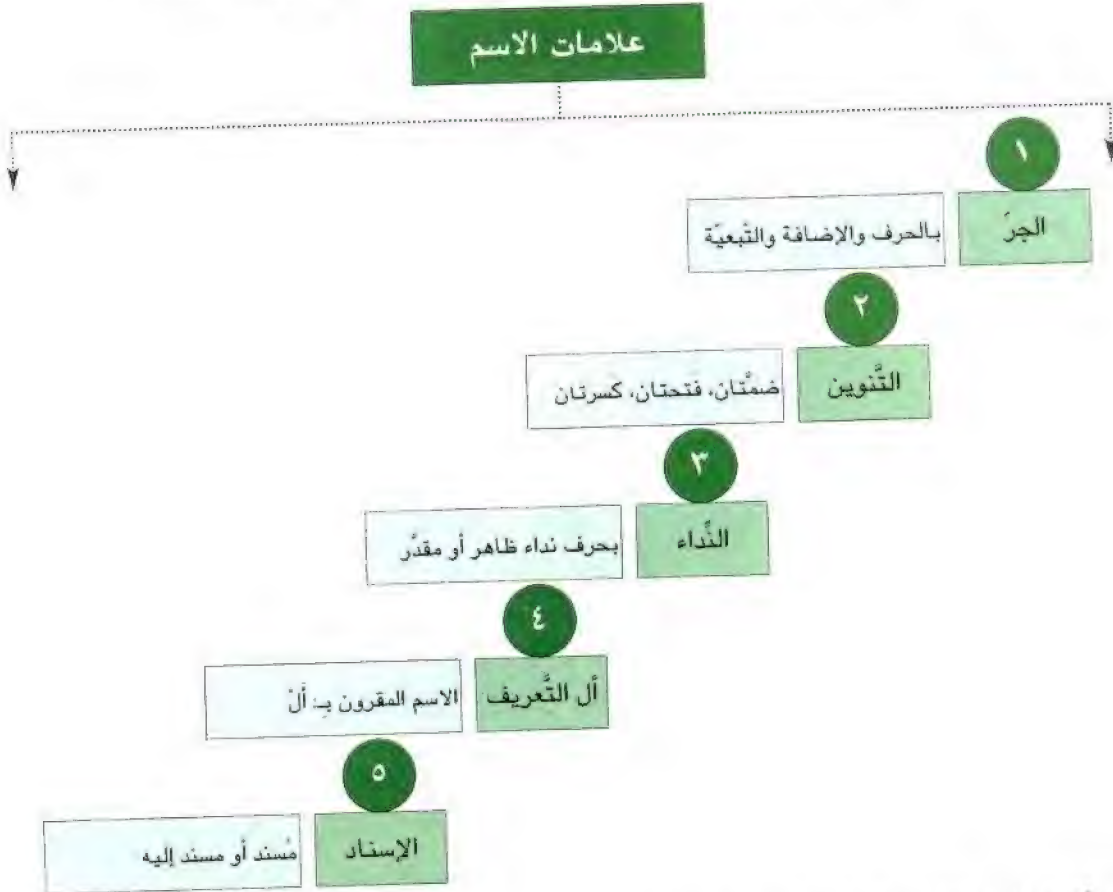 علامات الاسم
١
الجرّ
بالحرف والإضافة والتّبعيّة
٢
التَّنوين
ضمَّتان، فتحتان، كسرتان
٣
النِّداء
بحرف نداء ظاهر أو مقدَّر
٤
أل التَّعريف
الاسم المقرون بـ: أل
٥
الإسناد
مُسند أو مسند إليه